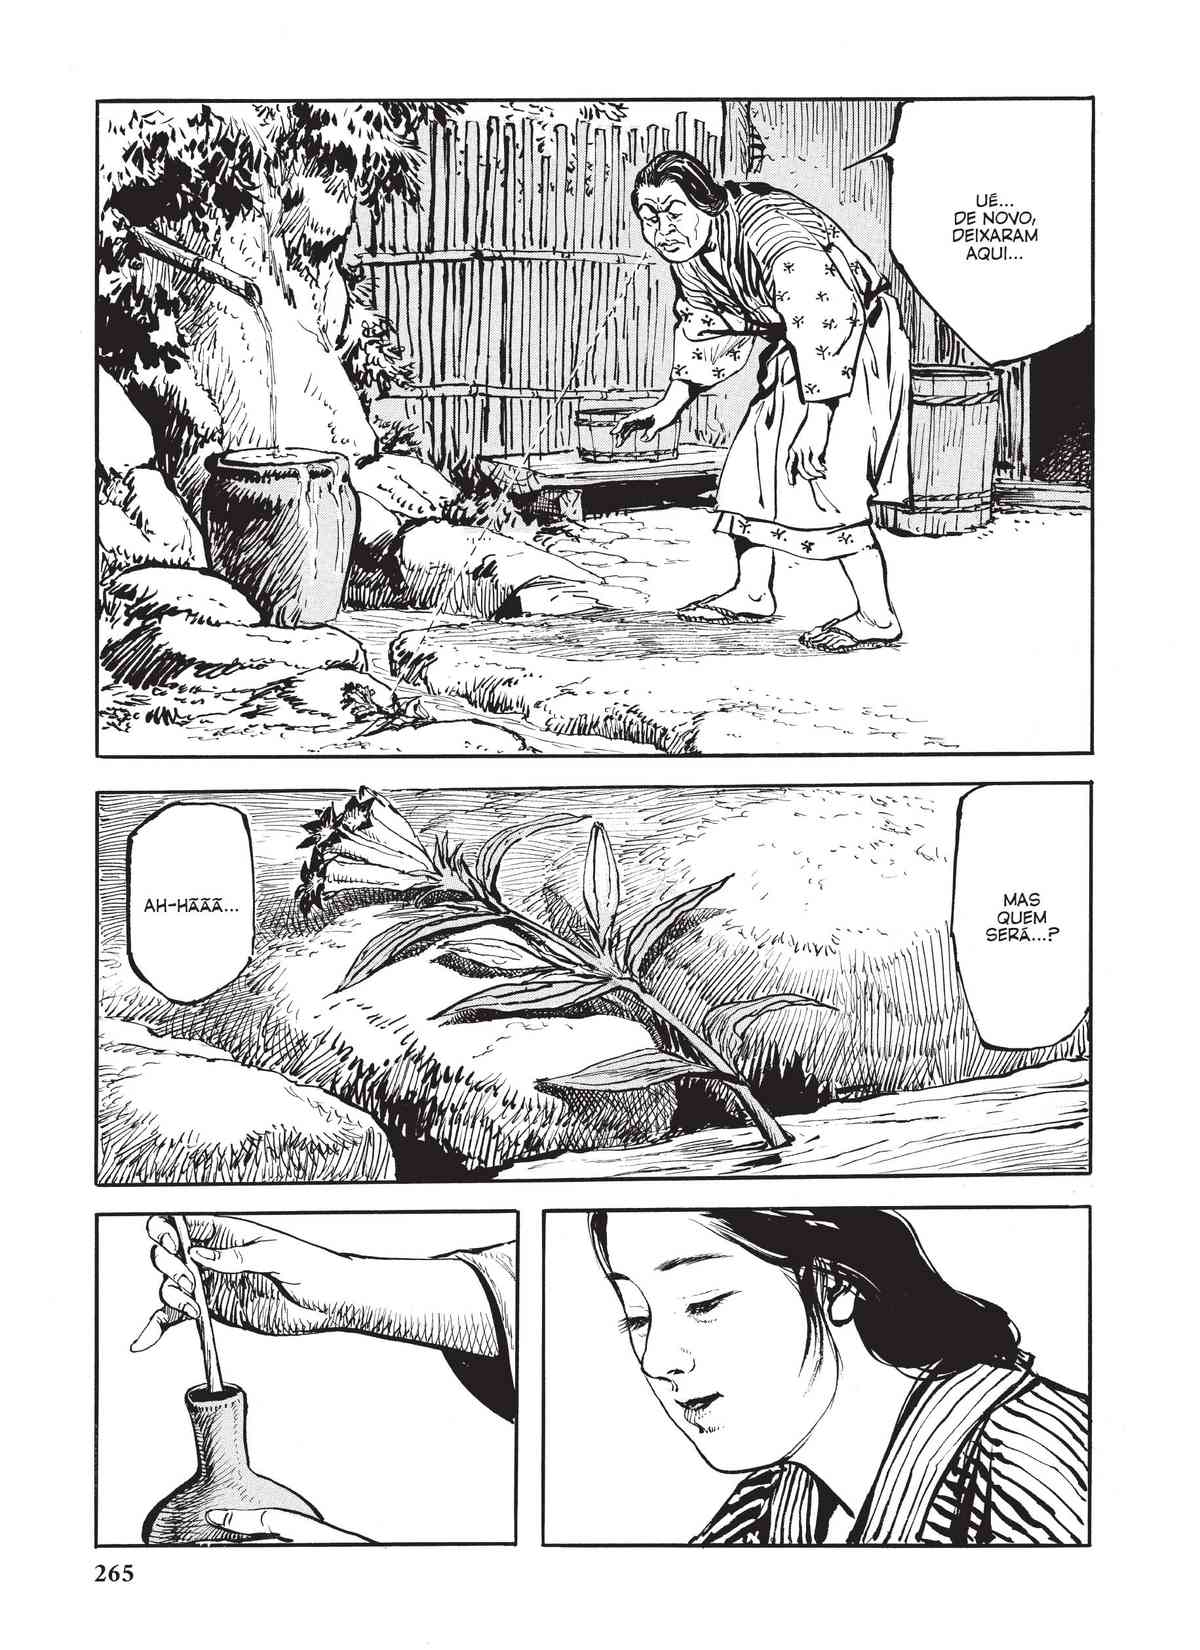 UÉ...
DE NOVO,
DEIXARAM
AQUI...
MAS
QUEM
SERÁ...?
AH-HÃÃÃ...
265